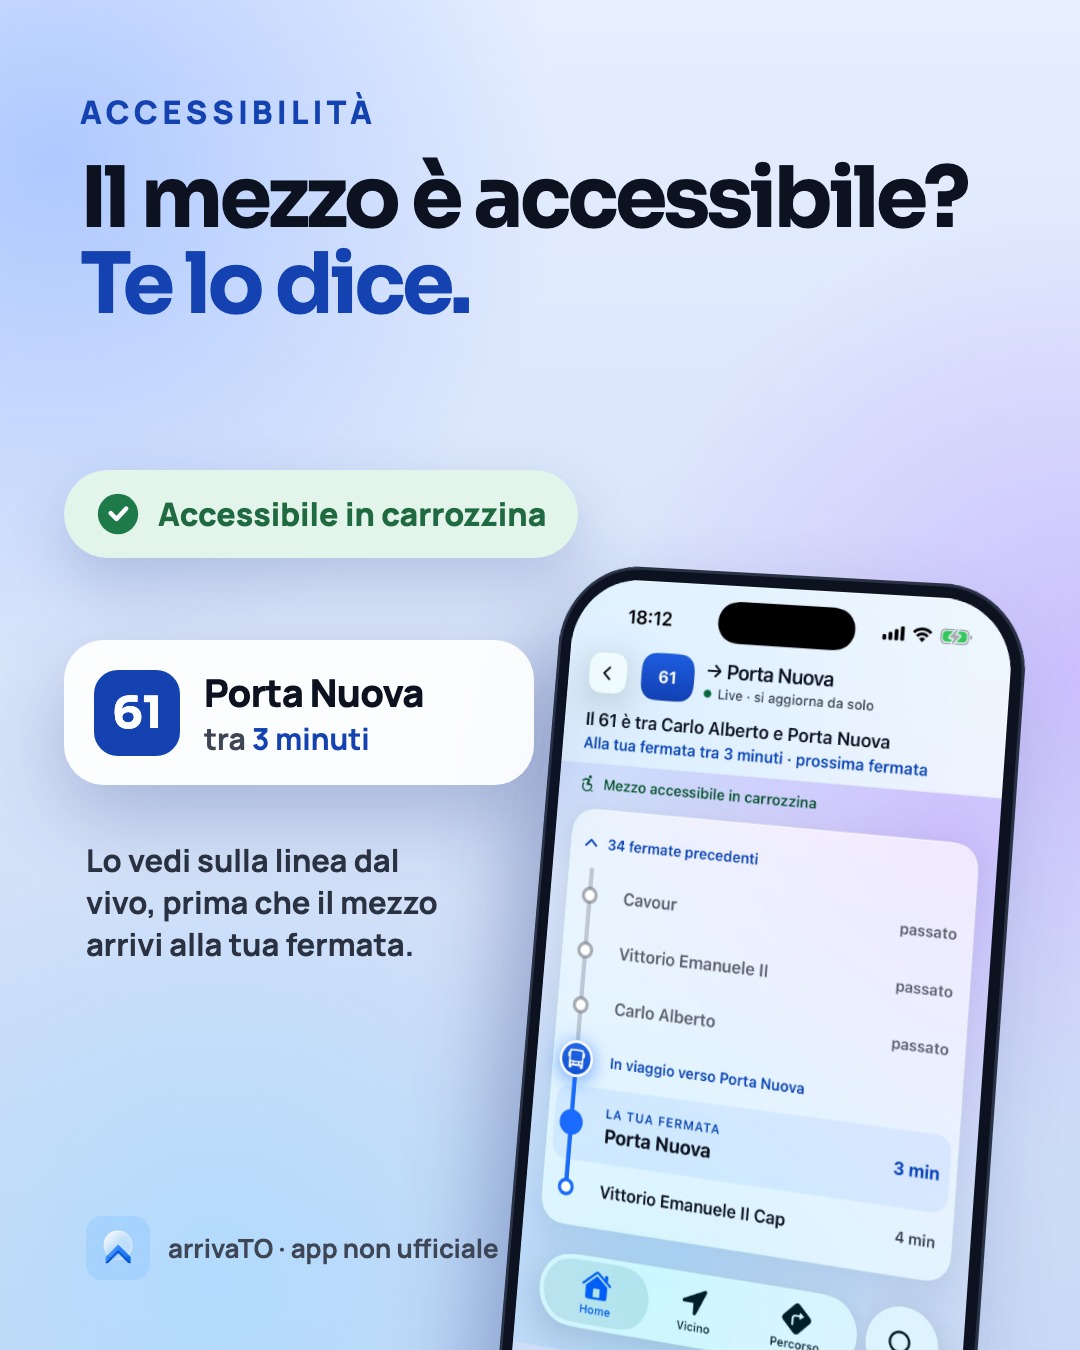 ACCESSIBILITÀ
Il mezzo è accessibile?
Te lo dice.
Accessibile in carrozzina
61
Porta Nuova
tra 3 minuti
Lo vedi sulla linea dal
vivo, prima che il mezzo
arrivi alla tua fermata.
arrivaTO · app non ufficiale
18:12
61
→ Porta Nuova
Live · si aggiorna da solo
Il 61 è tra Carlo Alberto e Porta Nuova
Alla tua fermata tra 3 minuti · prossima fermata
Mezzo accessibile in carrozzina
34 fermate precedenti
Cavour
passato
Vittorio Emanuele II
passato
Carlo Alberto
passato
In viaggio verso Porta Nuova
LA TUA FERMATA
Porta Nuova
3 min
Vittorio Emanuele II Cap
4 min
Home
Vicino
Percorso